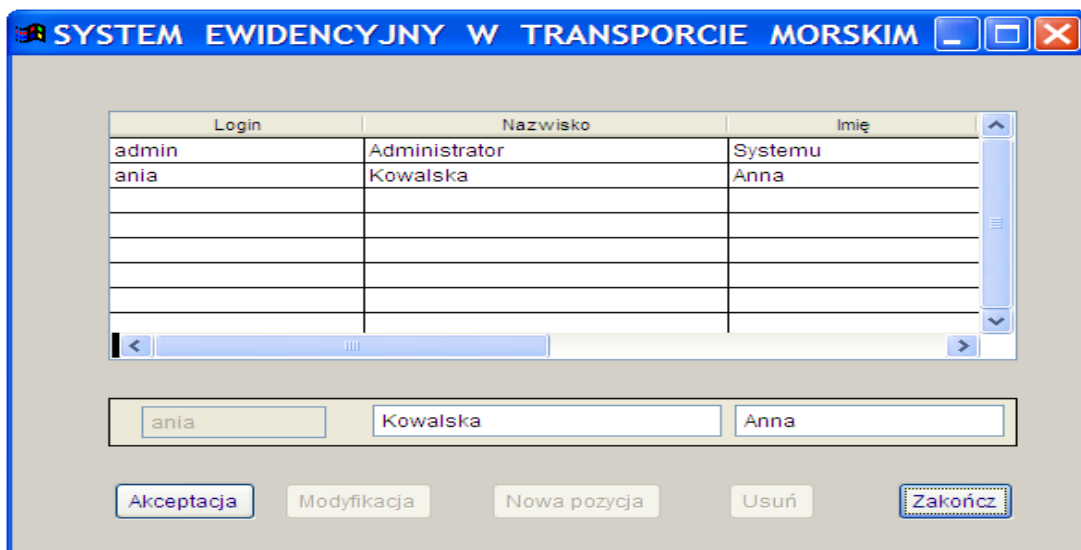 SYSTEM EWIDENCYJNY W TRANSPORCIE MORSKIM
Login Nazwisko Imię
admin Administrator Systemu
ania Kowalska Anna
ania Kowalska Anna
Akceptacja Modyfikacja Nowa pozycja Usuń Zakończ